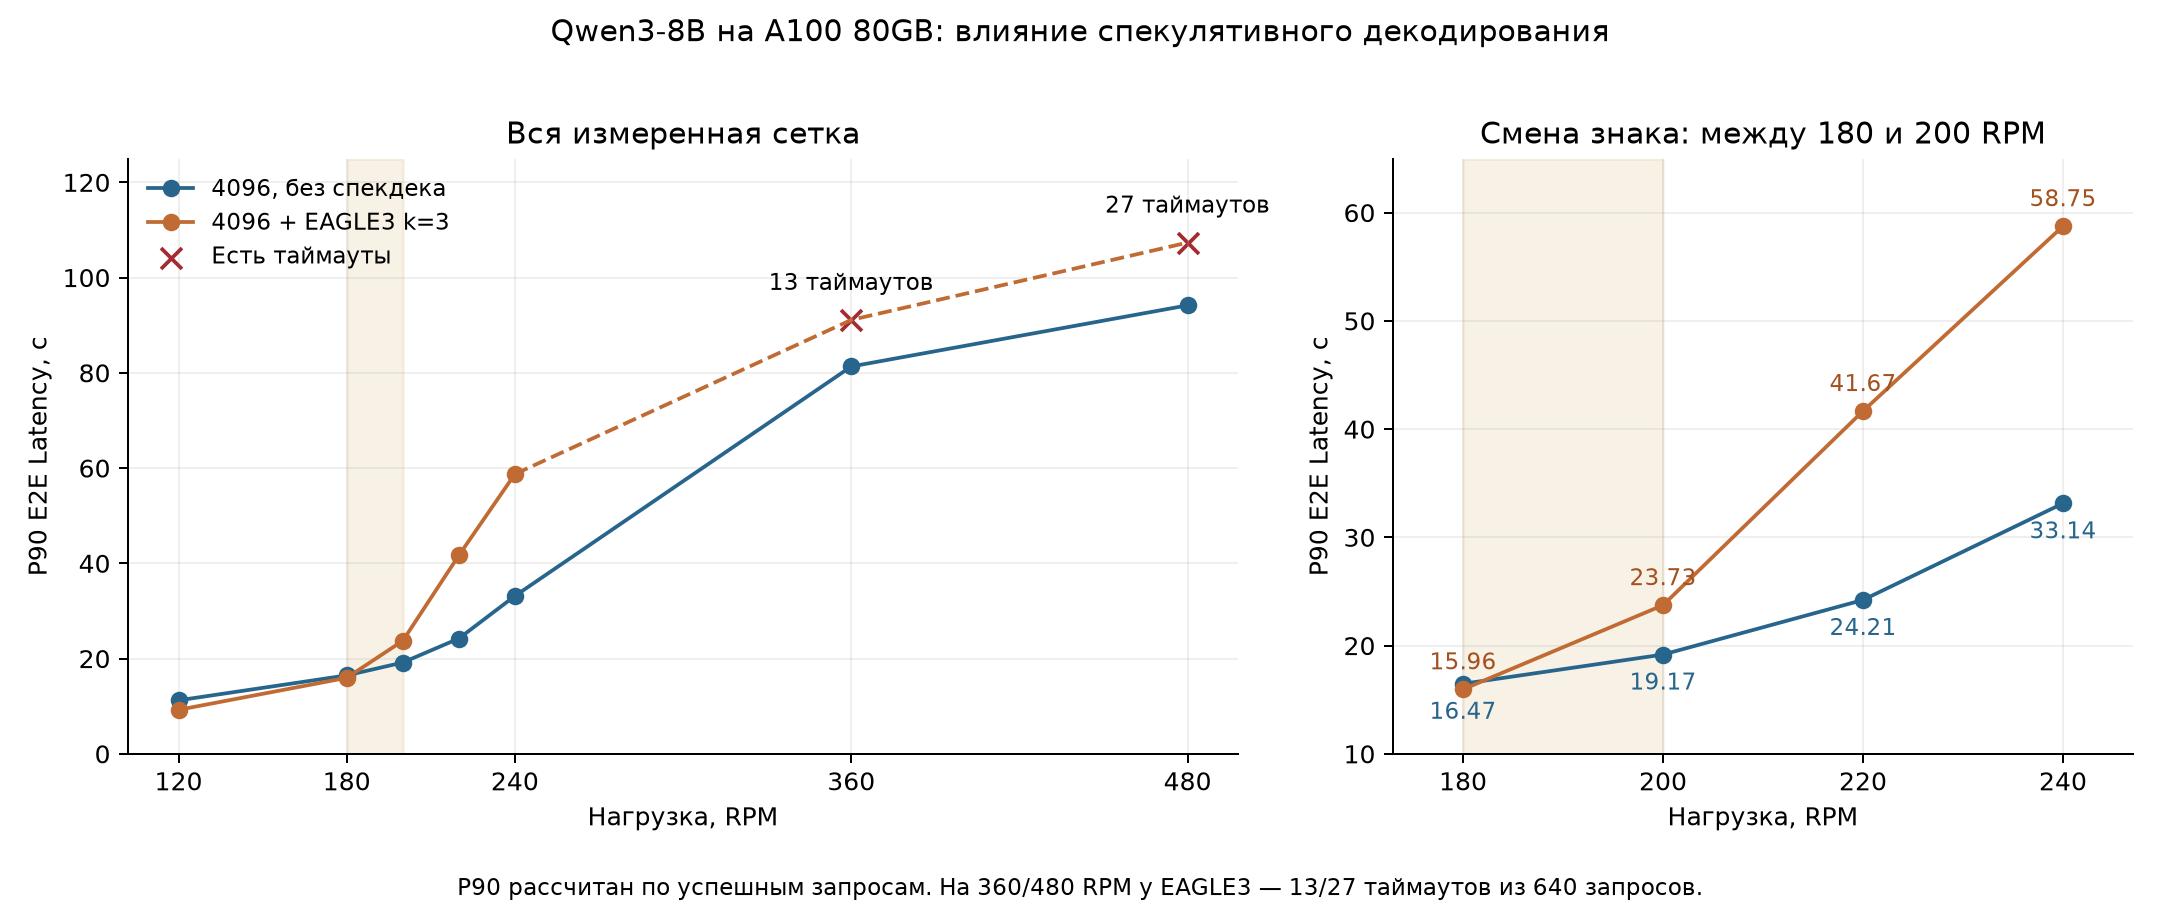 Qwen3-8B на A100 80GB: влияние спекулятивного декодирования
Вся измеренная сетка
4096, без спекдека
4096 + EAGLE3 k=3
Есть таймауты
13 таймаутов
27 таймаутов
P90 E2E Latency, с
120
100
80
60
40
20
0
120
180
240
360
480
Нагрузка, RPM
Смена знака: между 180 и 200 RPM
P90 E2E Latency, с
60
50
40
30
20
10
58.75
41.67
33.14
23.73
24.21
15.96
19.17
16.47
180
200
220
240
Нагрузка, RPM
P90 рассчитан по успешным запросам. На 360/480 RPM у EAGLE3 — 13/27 таймаутов из 640 запросов.